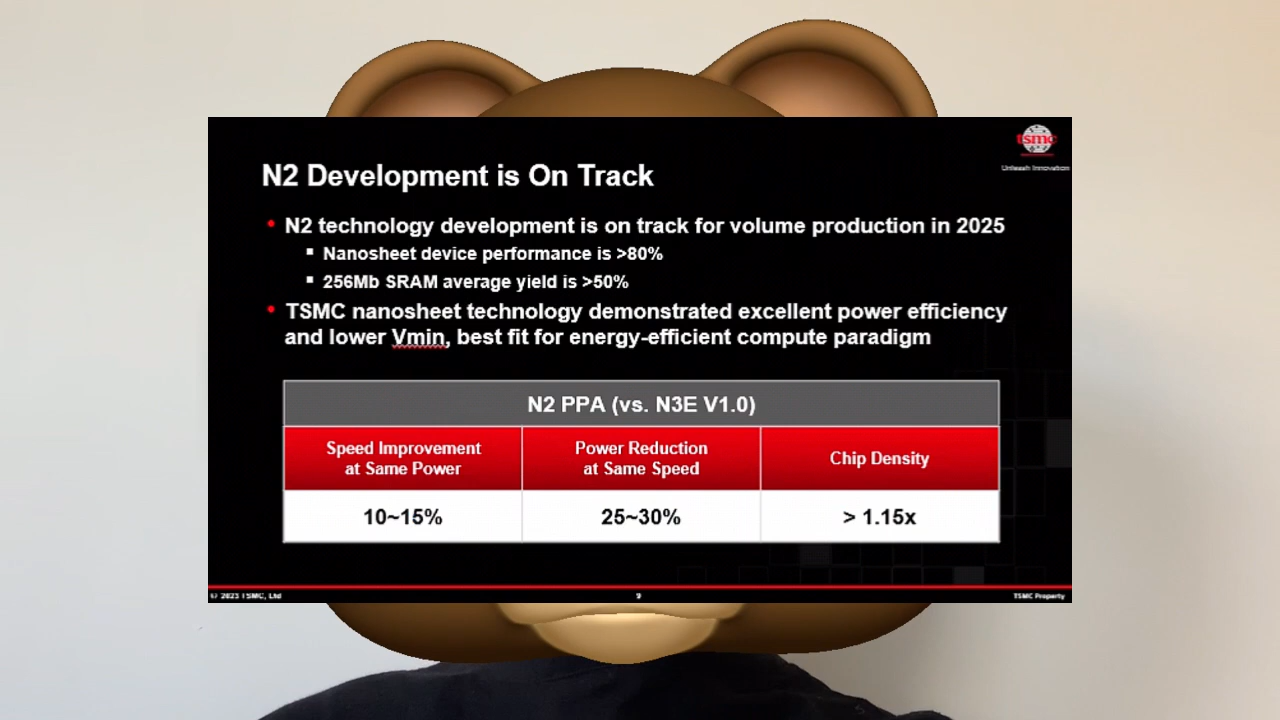 tsmc
Unleash Innovation
N2 Development is On Track
• N2 technology development is on track for volume production in 2025
▪ Nanosheet device performance is >80%
▪ 256Mb SRAM average yield is >50%
• TSMC nanosheet technology demonstrated excellent power efficiency
and lower Vmin, best fit for energy-efficient compute paradigm
N2 PPA (vs. N3E V1.0)
Speed Improvement
at Same Power
Power Reduction
at Same Speed
Chip Density
10~15%
25~30%
> 1.15x
© 2023 TSMC, Ltd
9
TSMC Property